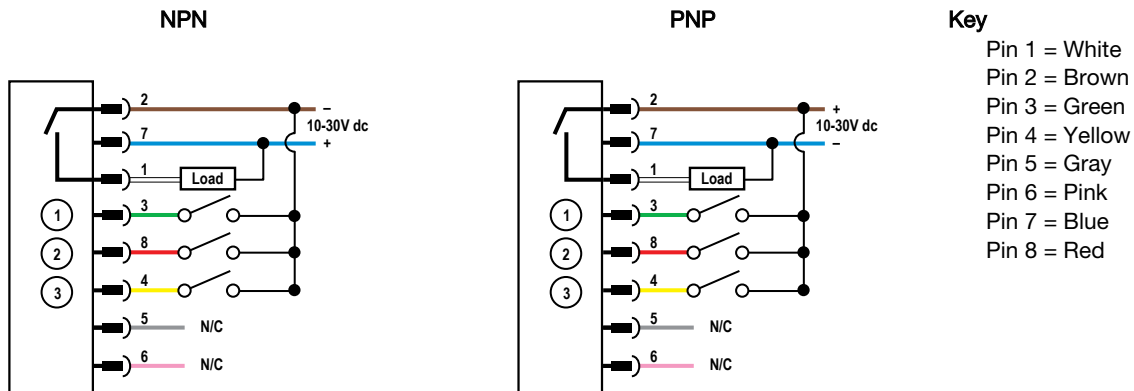 NPN
2
–
10-30V dc
7
+
1
Load
1
3
2
8
3
4
5
N/C
6
N/C
PNP
2
+
10-30V dc
7
–
1
Load
1
3
2
8
3
4
5
N/C
6
N/C
Key
Pin 1 = White
Pin 2 = Brown
Pin 3 = Green
Pin 4 = Yellow
Pin 5 = Gray
Pin 6 = Pink
Pin 7 = Blue
Pin 8 = Red